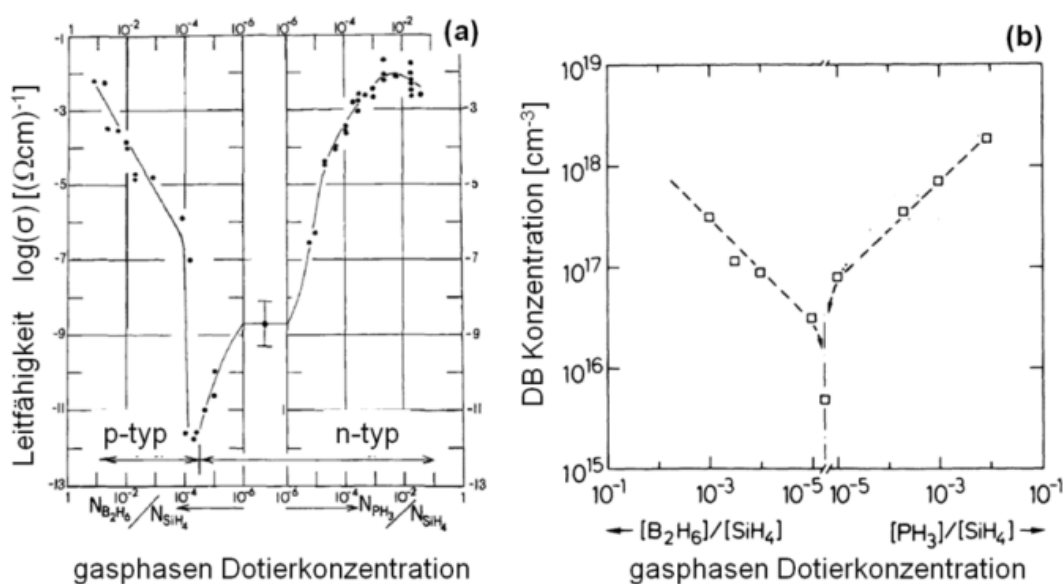 (a)
1 10⁻² 10⁻⁴ 10⁻⁶ 10⁻⁶ 10⁻⁴ 10⁻² 1
Leitfähigkeit log(σ) [(Ωcm)⁻¹]
-1
-3 -3
-5 -5
-7 -7
-9 -9
-11 -11
-13 -13
p-typ n-typ
1 10⁻² 10⁻⁴ 10⁻⁶ 10⁻⁶ 10⁻⁴ 10⁻² 1
N_B₂H₆/N_SiH₄ N_PH₃/N_SiH₄
gasphasen Dotierkonzentration
(b)
DB Konzentration [cm⁻³]
10¹⁹
10¹⁸
10¹⁷
10¹⁶
10¹⁵
10⁻¹ 10⁻³ 10⁻⁵ 10⁻⁵ 10⁻³ 10⁻¹
← [B₂H₆]/[SiH₄] [PH₃]/[SiH₄] →
gasphasen Dotierkonzentration